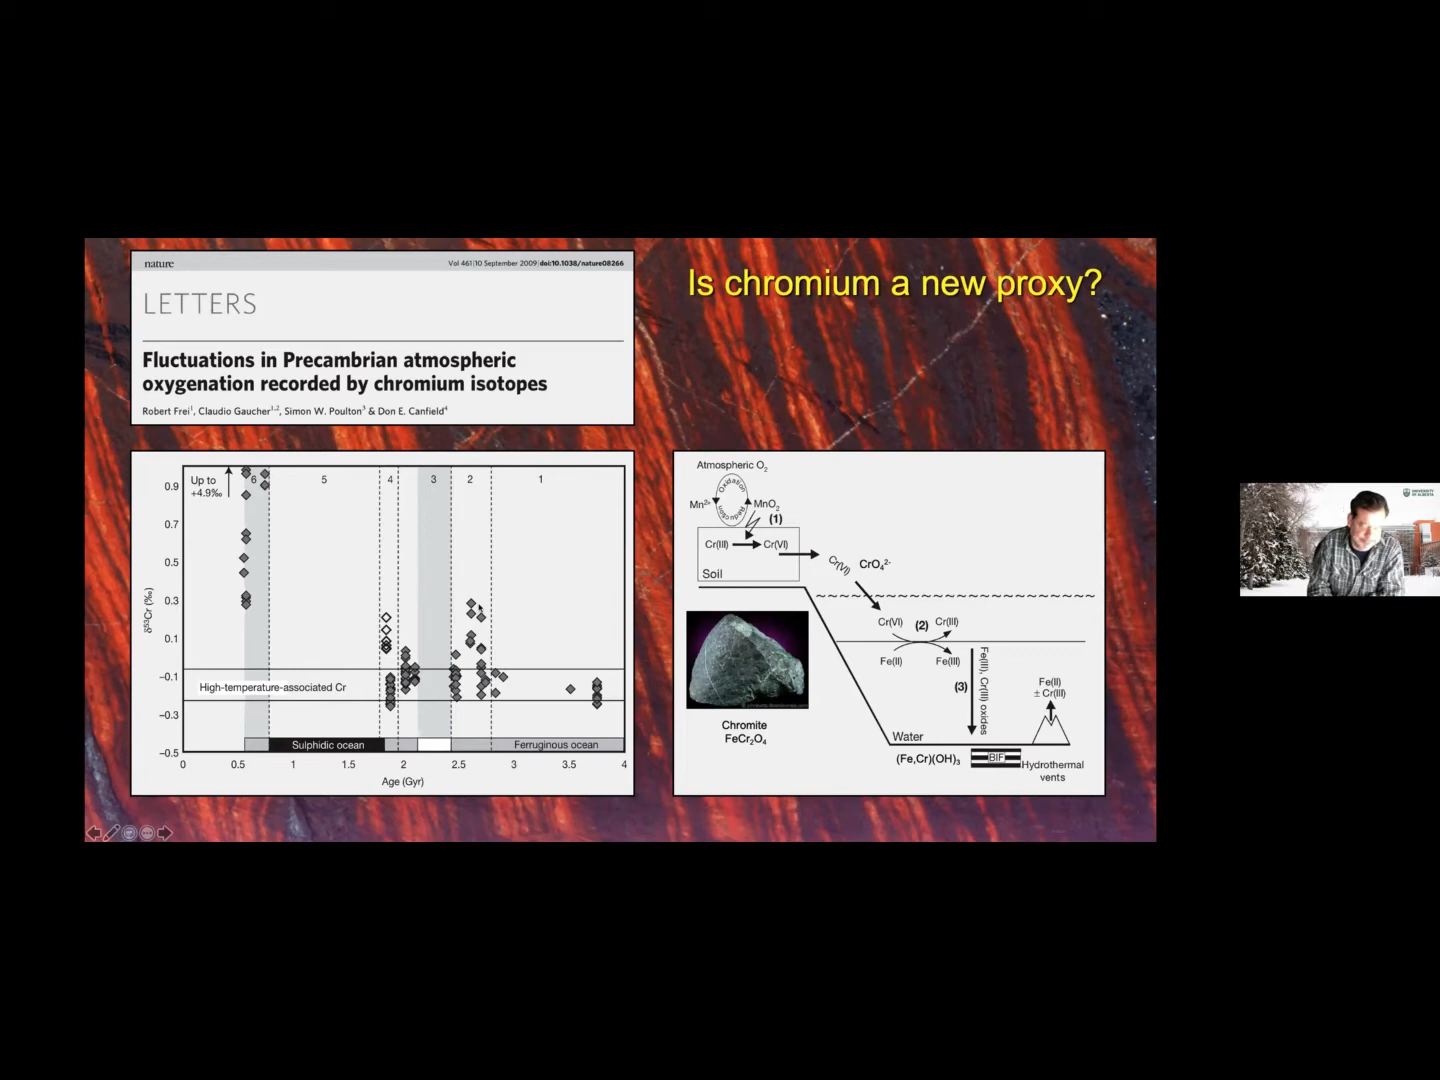 nature
Vol 461|10 September 2009|doi:10.1038/nature08266
LETTERS
Fluctuations in Precambrian atmospheric
oxygenation recorded by chromium isotopes
Robert Frei¹, Claudio Gaucher¹,², Simon W. Poulton³ & Don E. Canfield⁴
Is chromium a new proxy?
Up to
+4.9‰
6
5
4
3
2
1
0.9
0.7
0.5
0.3
0.1
−0.1
−0.3
−0.5
δ⁵³Cr (‰)
High-temperature-associated Cr
Sulphidic ocean
Ferruginous ocean
0 0.5 1 1.5 2 2.5 3 3.5 4
Age (Gyr)
Atmospheric O₂
Oxidation
Mn²⁺
MnO₂
Reduction
(1)
Cr(III)
Cr(VI)
Soil
Cr(VI)
CrO₄²⁻
Cr(VI)
(2)
Cr(III)
Fe(II)
Fe(III)
(3)
Fe(III), Cr(III) oxides
Fe(II)
± Cr(III)
Chromite
FeCr₂O₄
Water
(Fe,Cr)(OH)₃
BIF
Hydrothermal
vents
UNIVERSITY
OF ALBERTA